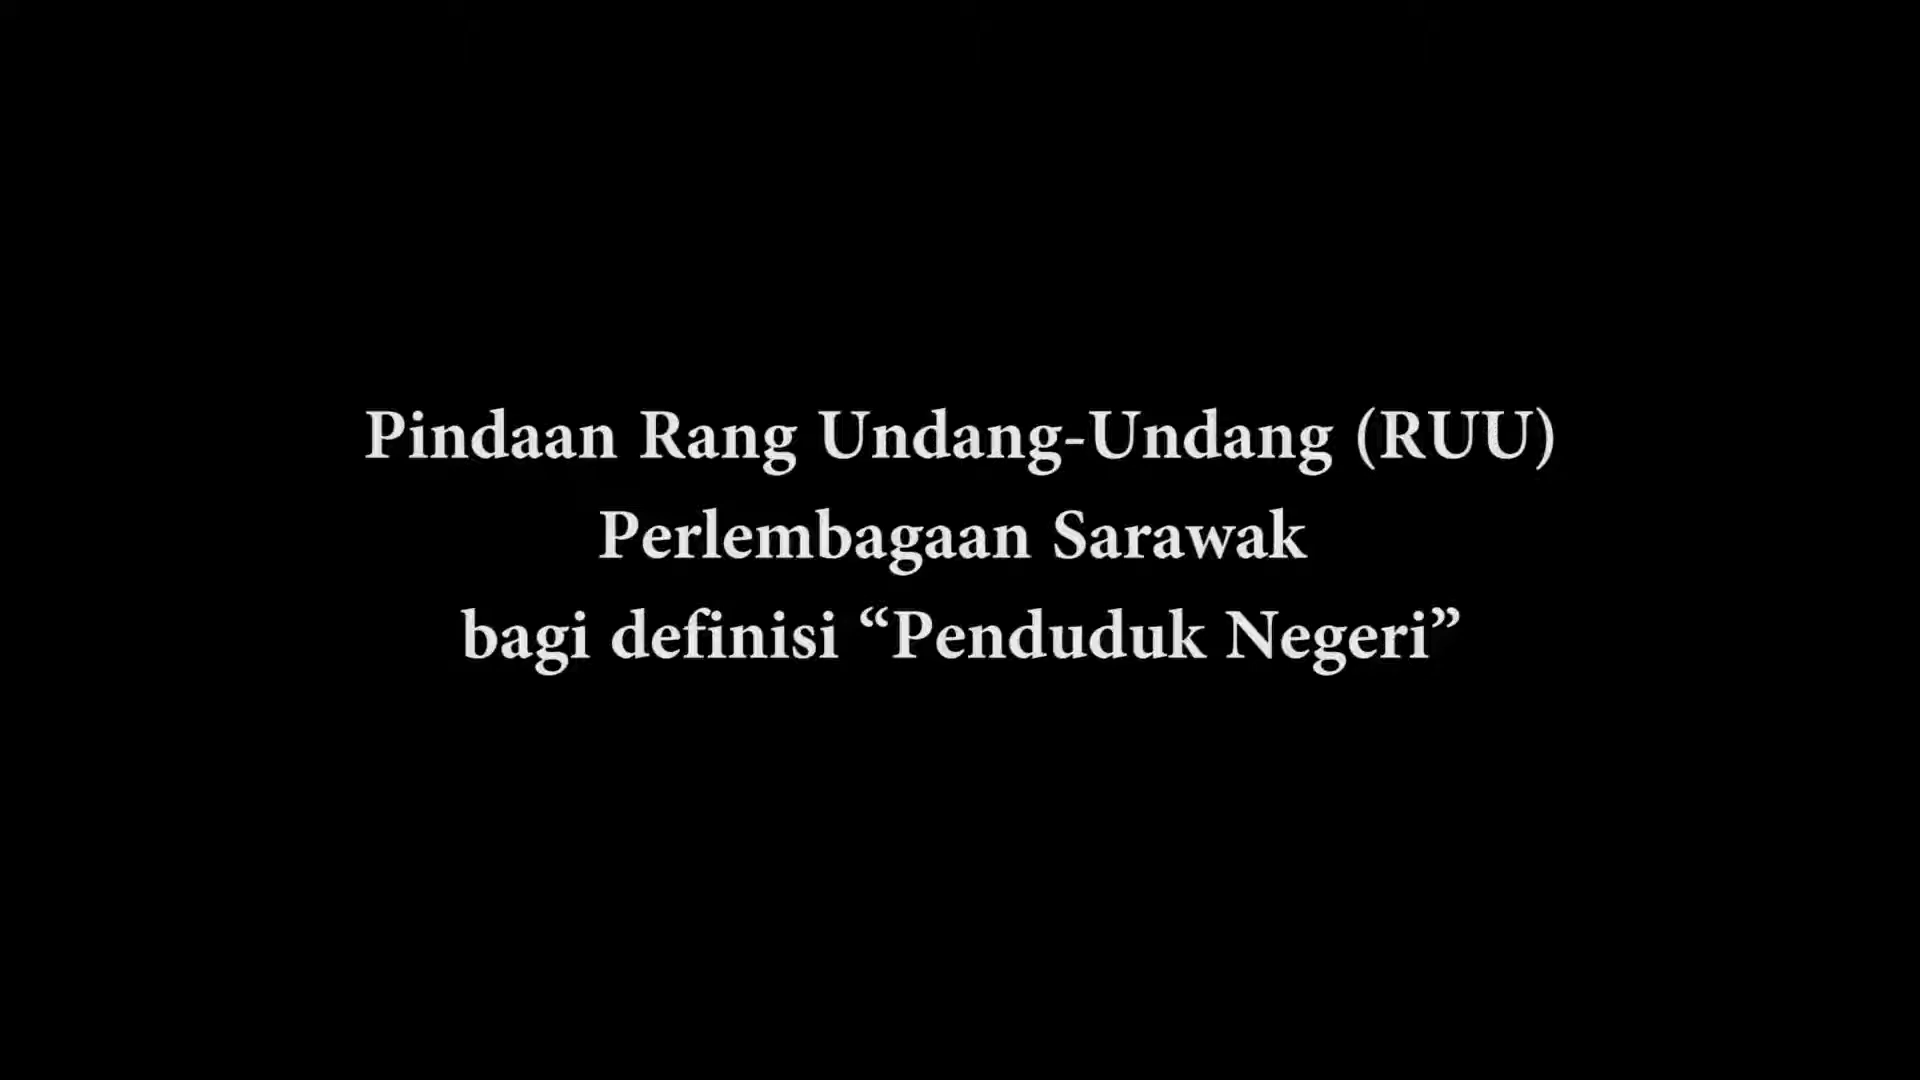 Pindaan Rang Undang-Undang (RUU)
Perlembagaan Sarawak
bagi definisi “Penduduk Negeri”